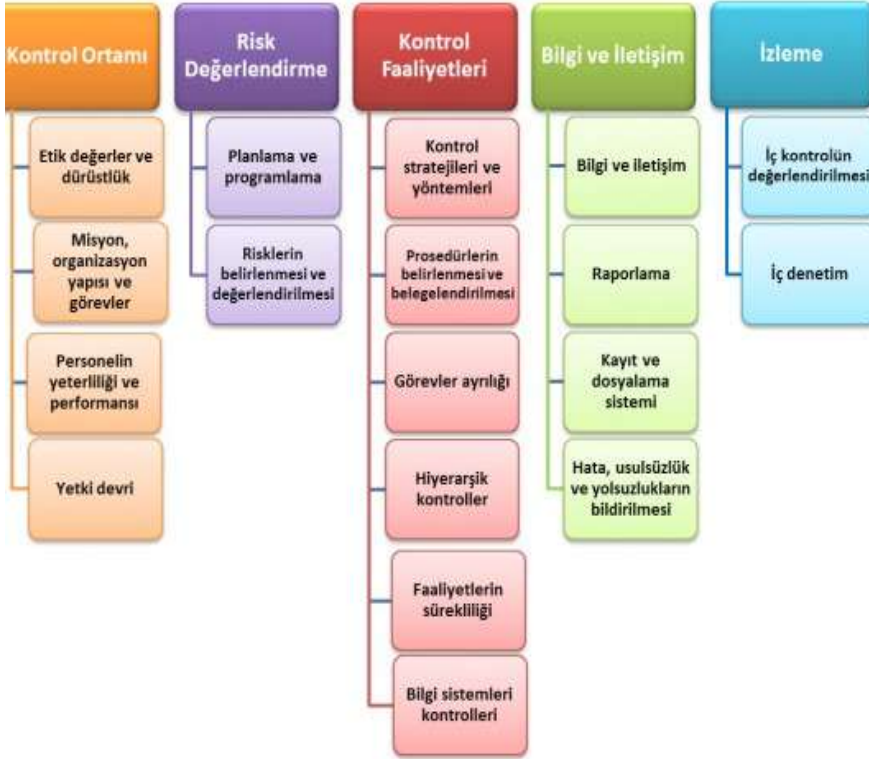 Kontrol Ortamı
Etik değerler ve
dürüstlük
Misyon,
organizasyon
yapısı ve
görevler
Personelin
yeterliliği ve
performansı
Yetki devri
Risk
Değerlendirme
Planlama ve
programlama
Risklerin
belirlenmesi ve
değerlendirilmesi
Kontrol
Faaliyetleri
Kontrol
stratejileri ve
yöntemleri
Prosedürlerin
belirlenmesi ve
belegelendirilmesi
Görevler ayrılığı
Hiyerarşik
kontroller
Faaliyetlerin
sürekliliği
Bilgi sistemleri
kontrolleri
Bilgi ve İletişim
Bilgi ve iletişim
Raporlama
Kayıt ve
dosyalama
sistemi
Hata, usulsüzlük
ve yolsuzlukların
bildirilmesi
İzleme
İç kontrolün
değerlendirilmesi
İç denetim